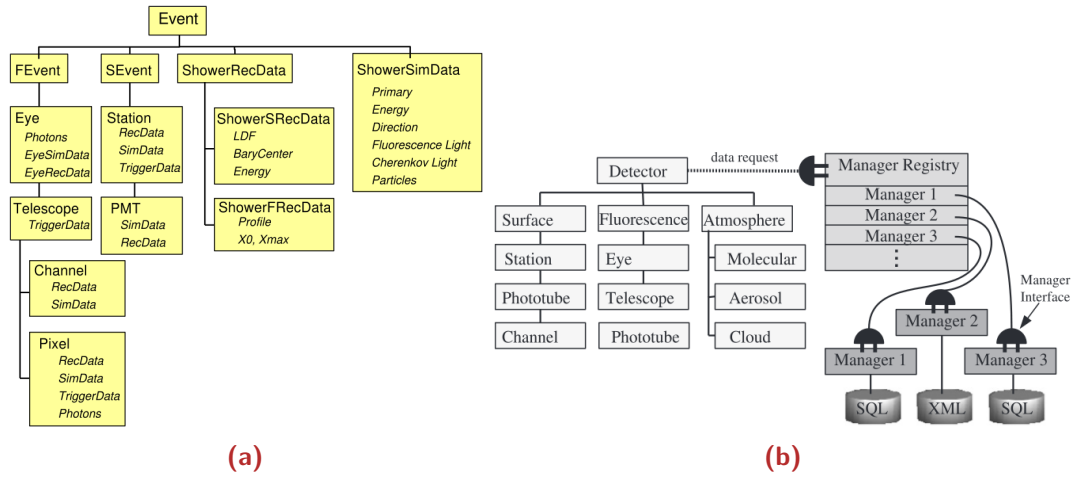 Event
FEvent
SEvent
ShowerRecData
ShowerSimData
Primary
Energy
Direction
Fluorescence Light
Cherenkov Light
Particles
Eye
Photons
EyeSimData
EyeRecData
Station
RecData
SimData
TriggerData
ShowerSRecData
LDF
BaryCenter
Energy
Telescope
TriggerData
PMT
SimData
RecData
ShowerFRecData
Profile
X0, Xmax
Channel
RecData
SimData
Pixel
RecData
SimData
TriggerData
Photons
(a)
Detector
data request
Manager Registry
Manager 1
Manager 2
Manager 3
Surface
Fluorescence
Atmosphere
Station
Eye
Molecular
Phototube
Telescope
Aerosol
Channel
Phototube
Cloud
Manager
Interface
Manager 2
Manager 1
Manager 3
SQL
XML
SQL
(b)